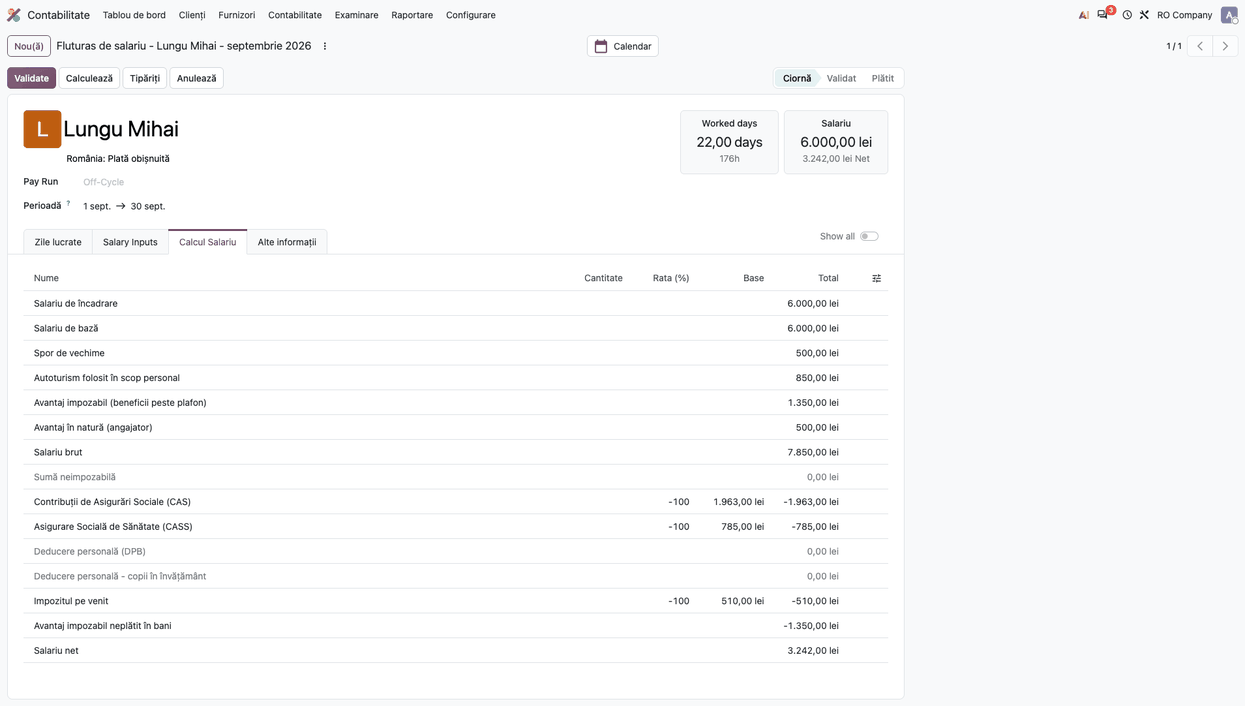 Contabilitate Tablou de bord Clienți Furnizori Contabilitate Examinare Raportare Configurare AI 3 RO Company A
Nou(ă) Fluturas de salariu - Lungu Mihai - septembrie 2026 Calendar 1 / 1
Validate Calculează Tipăriți Anulează Ciornă Validat Plătit
L Lungu Mihai
România: Plată obișnuită
Worked days
22,00 days
176h
Salariu
6.000,00 lei
3.242,00 lei Net
Pay Run Off-Cycle
Perioadă ? 1 sept. → 30 sept.
Zile lucrate Salary Inputs Calcul Salariu Alte informații Show all
Nume Cantitate Rata (%) Base Total
Salariu de încadrare 6.000,00 lei
Salariu de bază 6.000,00 lei
Spor de vechime 500,00 lei
Autoturism folosit în scop personal 850,00 lei
Avantaj impozabil (beneficii peste plafon) 1.350,00 lei
Avantaj în natură (angajator) 500,00 lei
Salariu brut 7.850,00 lei
Sumă neimpozabilă 0,00 lei
Contribuții de Asigurări Sociale (CAS) -100 1.963,00 lei -1.963,00 lei
Asigurare Socială de Sănătate (CASS) -100 785,00 lei -785,00 lei
Deducere personală (DPB) 0,00 lei
Deducere personală - copii în învățământ 0,00 lei
Impozitul pe venit -100 510,00 lei -510,00 lei
Avantaj impozabil neplătit în bani -1.350,00 lei
Salariu net 3.242,00 lei